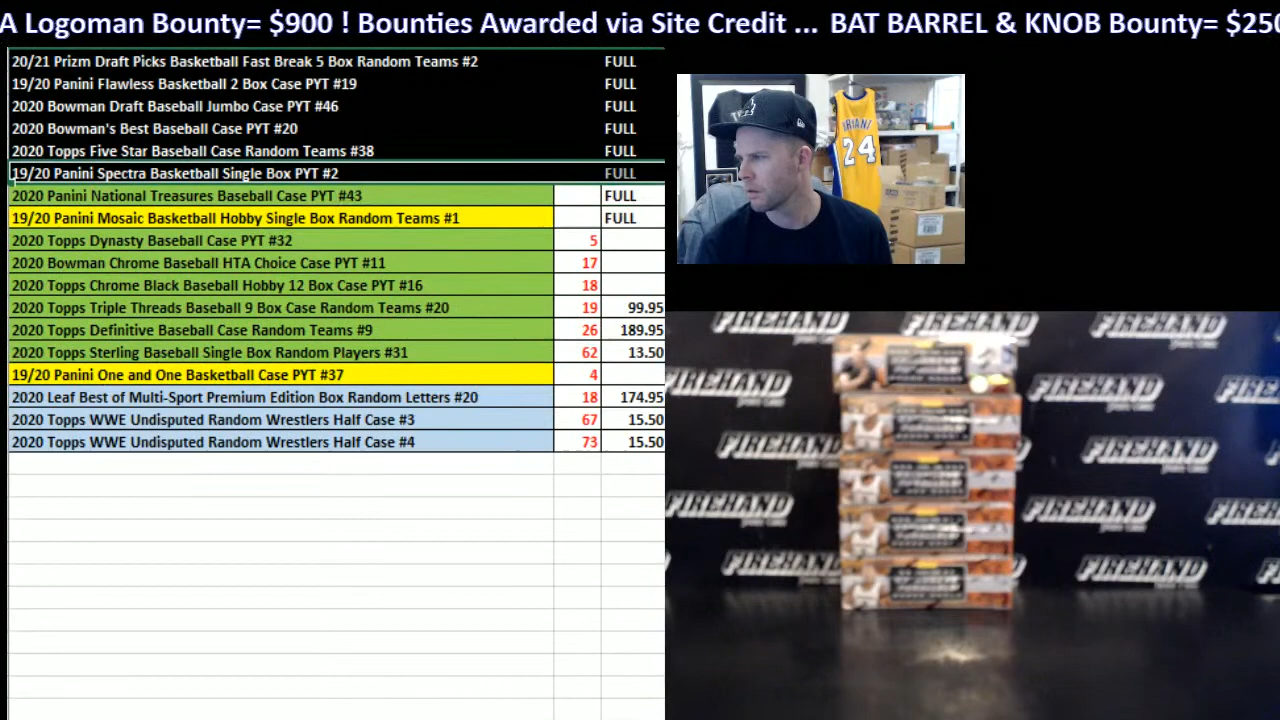 A Logoman Bounty= $900 ! Bounties Awarded via Site Credit ... BAT BARREL & KNOB Bounty= $250
20/21 Prizm Draft Picks Basketball Fast Break 5 Box Random Teams #2 FULL
19/20 Panini Flawless Basketball 2 Box Case PYT #19 FULL
2020 Bowman Draft Baseball Jumbo Case PYT #46 FULL
2020 Bowman's Best Baseball Case PYT #20 FULL
2020 Topps Five Star Baseball Case Random Teams #38 FULL
19/20 Panini Spectra Basketball Single Box PYT #2 FULL
2020 Panini National Treasures Baseball Case PYT #43 FULL
19/20 Panini Mosaic Basketball Hobby Single Box Random Teams #1 FULL
2020 Topps Dynasty Baseball Case PYT #32 5
2020 Bowman Chrome Baseball HTA Choice Case PYT #11 17
2020 Topps Chrome Black Baseball Hobby 12 Box Case PYT #16 18
2020 Topps Triple Threads Baseball 9 Box Case Random Teams #20 19 99.95
2020 Topps Definitive Baseball Case Random Teams #9 26 189.95
2020 Topps Sterling Baseball Single Box Random Players #31 62 13.50
19/20 Panini One and One Basketball Case PYT #37 4
2020 Leaf Best of Multi-Sport Premium Edition Box Random Letters #20 18 174.95
2020 Topps WWE Undisputed Random Wrestlers Half Case #3 67 15.50
2020 Topps WWE Undisputed Random Wrestlers Half Case #4 73 15.50
24
FIREHAND
FIREHAND
FIREHAND
FIREHAND
FIREHAND
FIREHAND
FIREHAND
FIREHAND
FIREHAND
FIREHAND
FIREHAND
FIREHAND